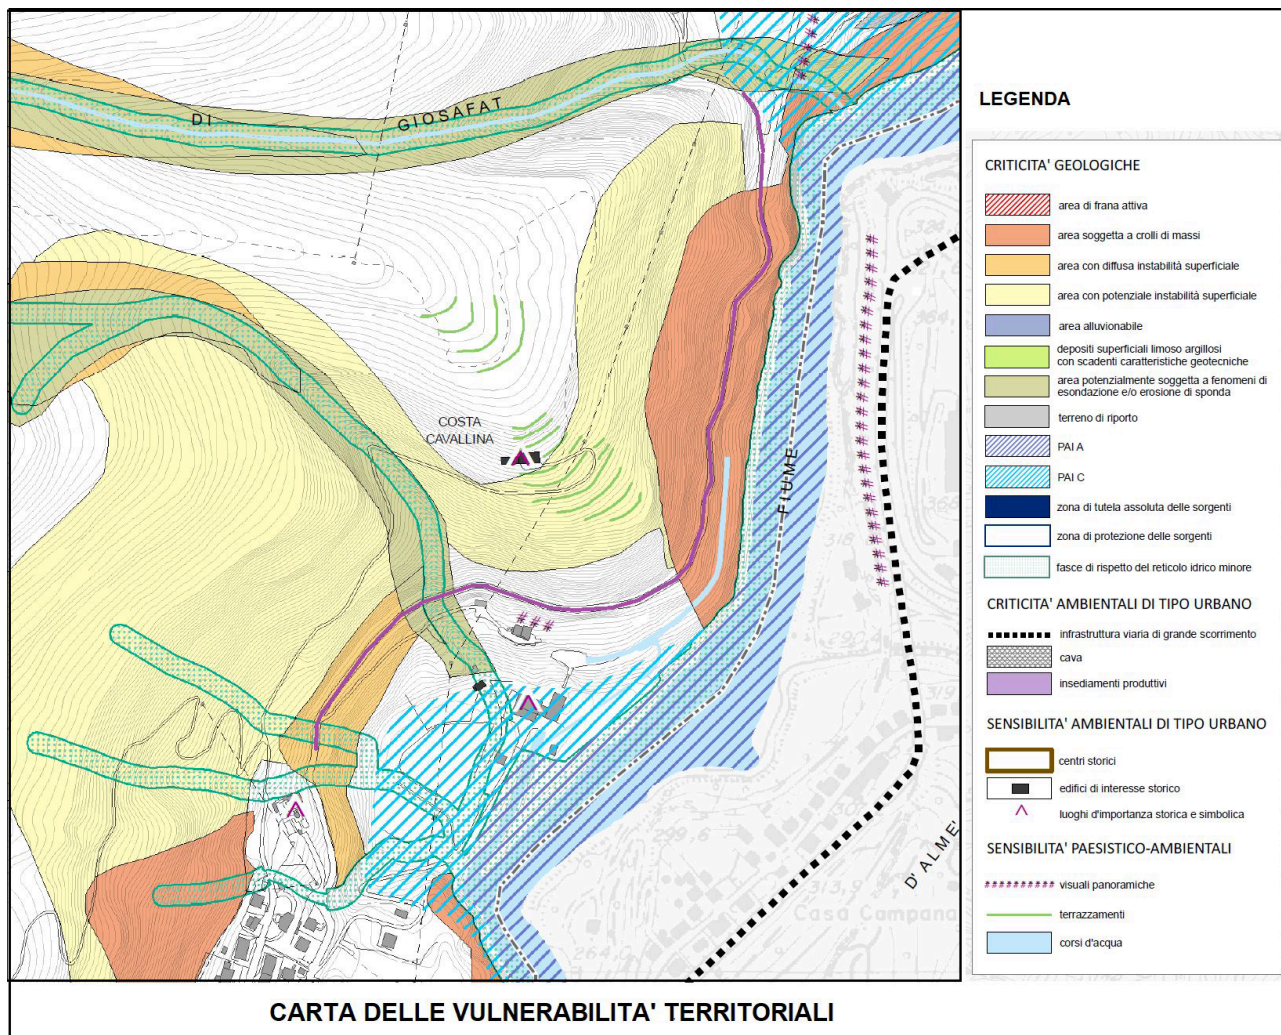 DI GIOSAFAT
COSTA
CAVALLINA
FIUME
D' ALME'
Casa Campana
318
LEGENDA
CRITICITA' GEOLOGICHE
area di frana attiva
area soggetta a crolli di massi
area con diffusa instabilità superficiale
area con potenziale instabilità superficiale
area alluvionabile
depositi superficiali limoso argillosi
con scadenti caratteristiche geotecniche
area potenzialmente soggetta a fenomeni di
esondazione e/o erosione di sponda
terreno di riporto
PAI A
PAI C
zona di tutela assoluta delle sorgenti
zona di protezione delle sorgenti
fasce di rispetto del reticolo idrico minore
CRITICITA' AMBIENTALI DI TIPO URBANO
infrastruttura viaria di grande scorrimento
cava
insediamenti produttivi
SENSIBILITA' AMBIENTALI DI TIPO URBANO
centri storici
edifici di interesse storico
luoghi d'importanza storica e simbolica
SENSIBILITA' PAESISTICO-AMBIENTALI
visuali panoramiche
terrazzamenti
corsi d'acqua
CARTA DELLE VULNERABILITA' TERRITORIALI